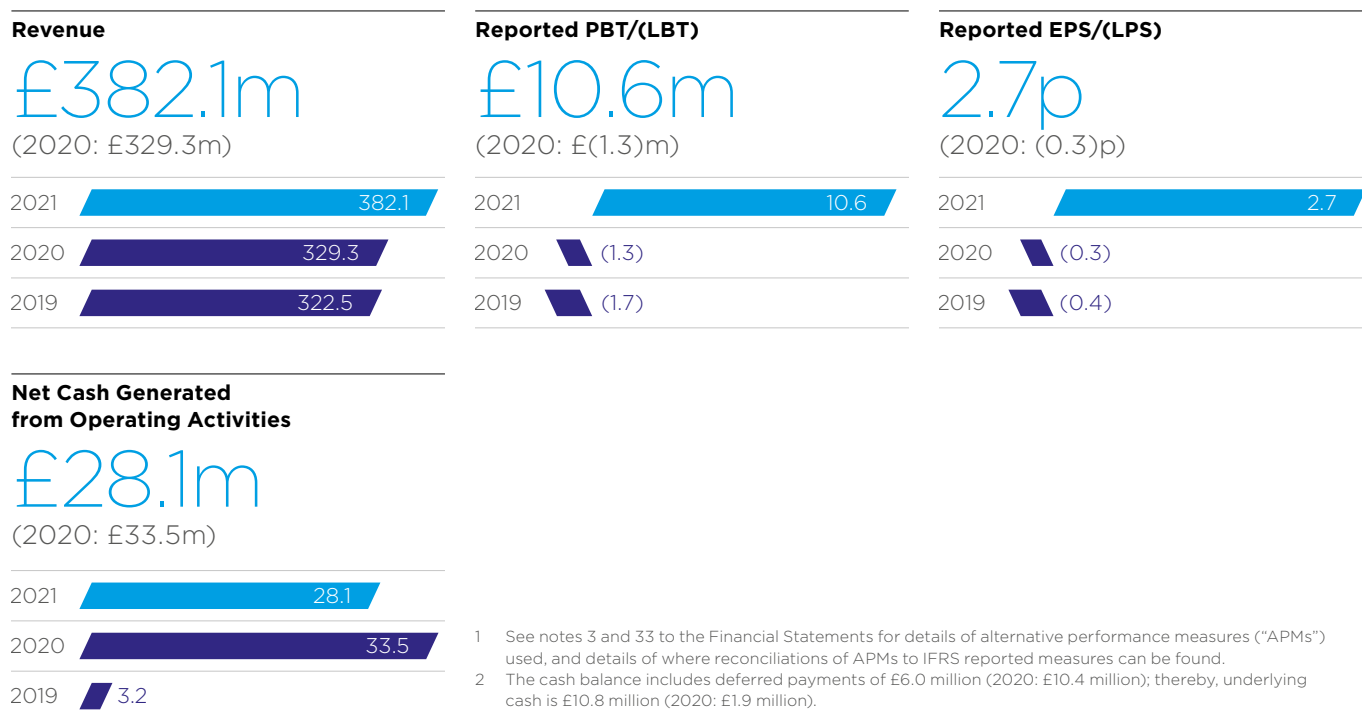 Revenue
£382.1m
(2020: £329.3m)
2021 382.1
2020 329.3
2019 322.5
Reported PBT/(LBT)
£10.6m
(2020: £(1.3)m)
2021 10.6
2020 (1.3)
2019 (1.7)
Reported EPS/(LPS)
2.7p
(2020: (0.3)p)
2021 2.7
2020 (0.3)
2019 (0.4)
Net Cash Generated
from Operating Activities
£28.1m
(2020: £33.5m)
2021 28.1
2020 33.5
2019 3.2
1 See notes 3 and 33 to the Financial Statements for details of alternative performance measures (“APMs”)
used, and details of where reconciliations of APMs to IFRS reported measures can be found.
2 The cash balance includes deferred payments of £6.0 million (2020: £10.4 million); thereby, underlying
cash is £10.8 million (2020: £1.9 million).